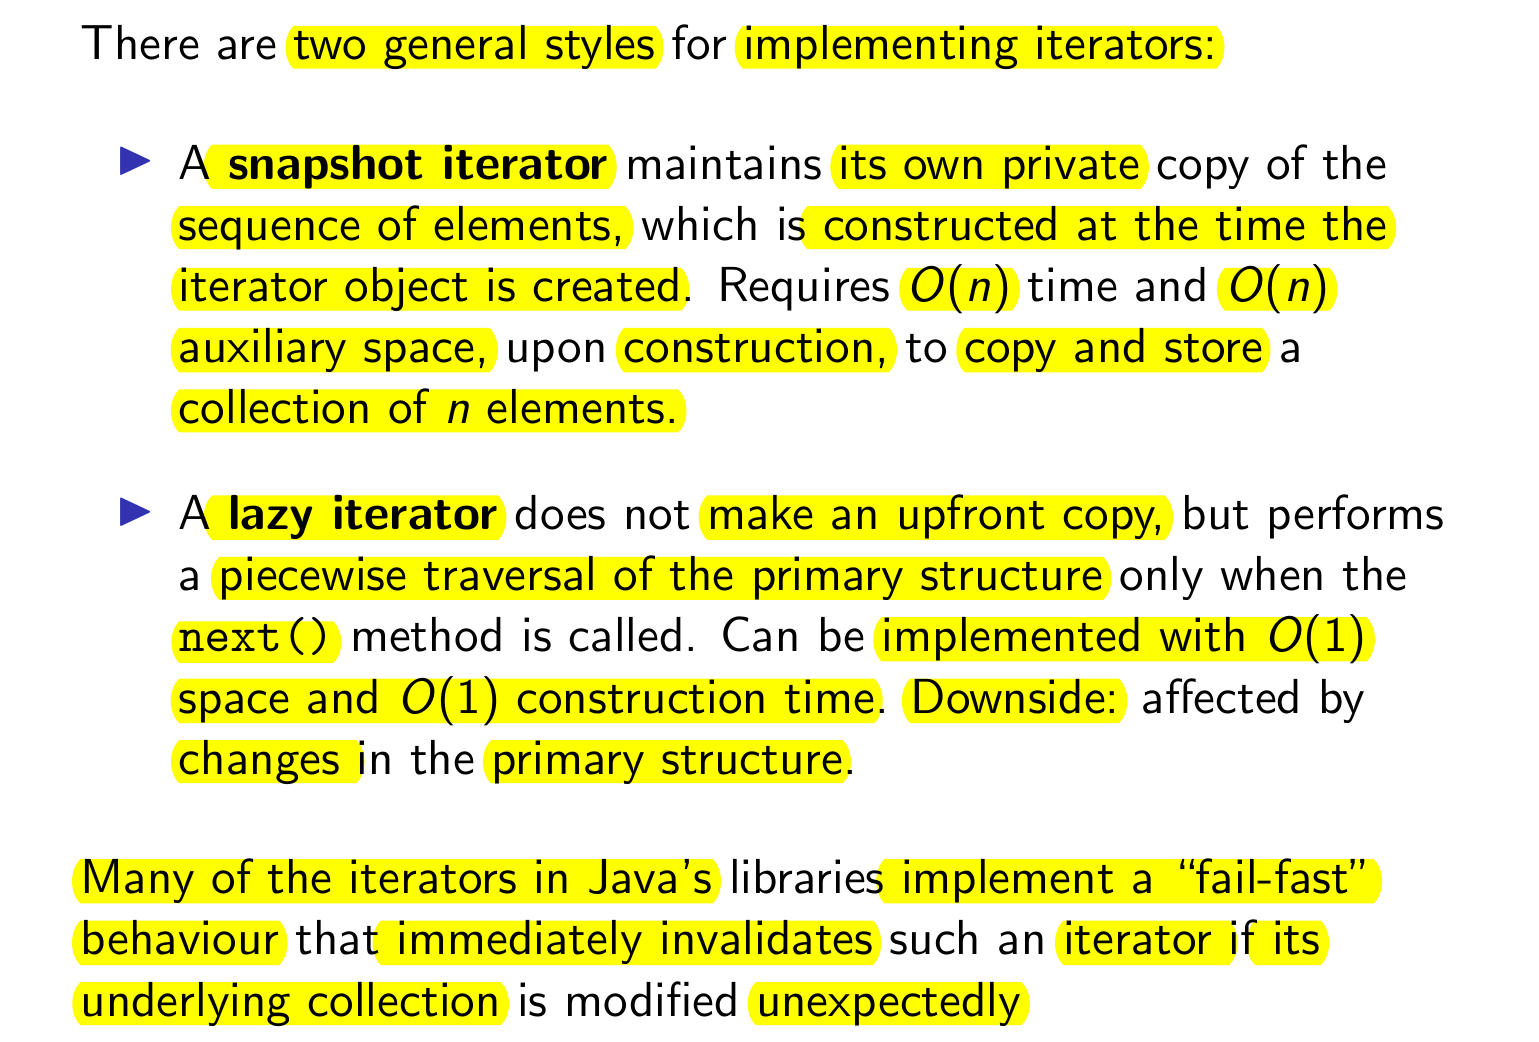 There are two general styles for implementing iterators:
▶ A snapshot iterator maintains its own private copy of the
sequence of elements, which is constructed at the time the
iterator object is created. Requires O(n) time and O(n)
auxiliary space, upon construction, to copy and store a
collection of n elements.
▶ A lazy iterator does not make an upfront copy, but performs
a piecewise traversal of the primary structure only when the
next() method is called. Can be implemented with O(1)
space and O(1) construction time. Downside: affected by
changes in the primary structure.
Many of the iterators in Java’s libraries implement a “fail-fast”
behaviour that immediately invalidates such an iterator if its
underlying collection is modified unexpectedly